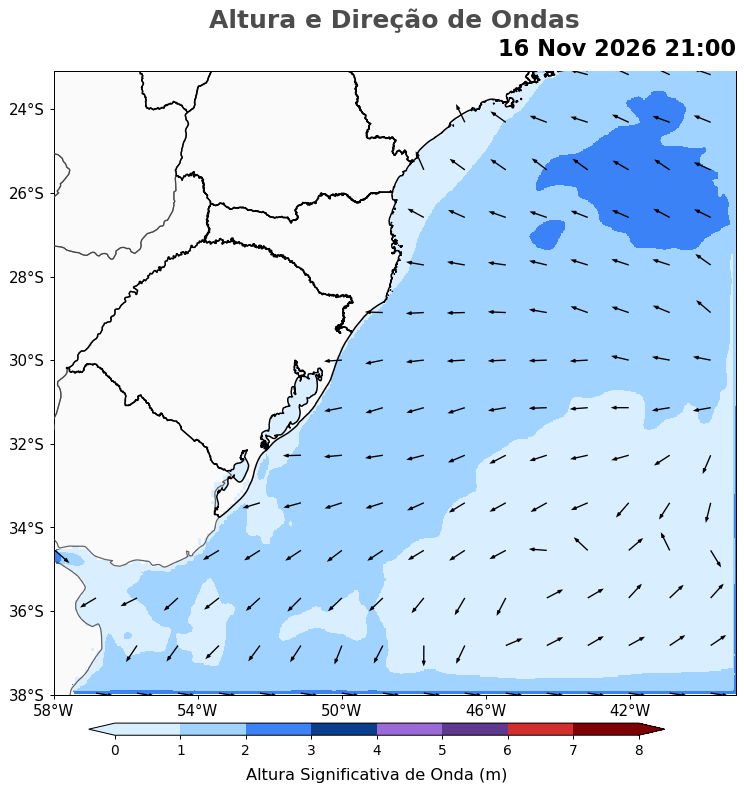 Altura e Direção de Ondas
16 Nov 2026 21:00
24°S
26°S
28°S
30°S
32°S
34°S
36°S
38°S
58°W 54°W 50°W 46°W 42°W
0 1 2 3 4 5 6 7 8
Altura Significativa de Onda (m)